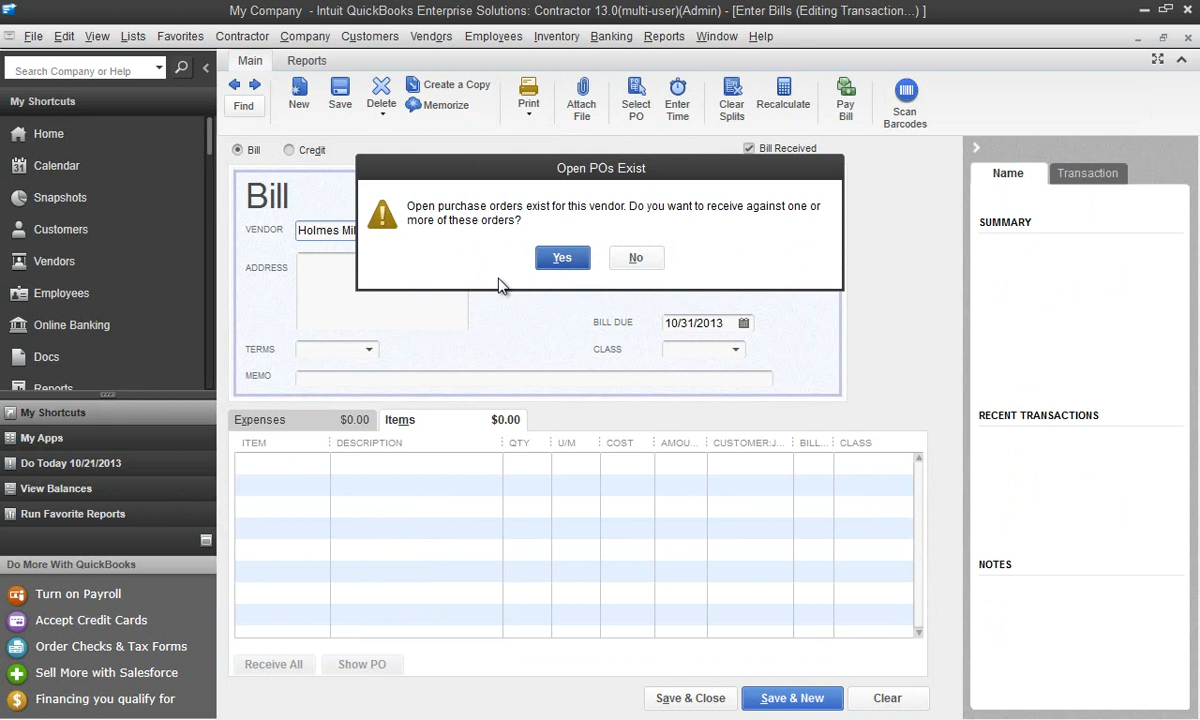 My Company - Intuit QuickBooks Enterprise Solutions: Contractor 13.0(multi-user)(Admin) - [Enter Bills (Editing Transaction...) ]
File Edit View Lists Favorites Contractor Company Customers Vendors Employees Inventory Banking Reports Window Help
Search Company or Help
Main Reports
Find
New
Save
Delete
Create a Copy
Memorize
Print
Attach File
Select PO
Enter Time
Clear Splits
Recalculate
Pay Bill
Scan Barcodes
My Shortcuts
Home
Calendar
Snapshots
Customers
Vendors
Employees
Online Banking
Docs
Reports
My Shortcuts
My Apps
Do Today 10/21/2013
View Balances
Run Favorite Reports
Do More With QuickBooks
Turn on Payroll
Accept Credit Cards
Order Checks & Tax Forms
Sell More with Salesforce
Financing you qualify for
Bill Credit Bill Received
Open POs Exist
Open purchase orders exist for this vendor. Do you want to receive against one or
more of these orders?
Yes No
Bill
VENDOR Holmes Mil
ADDRESS
BILL DUE 10/31/2013
TERMS CLASS
MEMO
Expenses $0.00 Items $0.00
ITEM DESCRIPTION QTY U/M COST AMOU... CUSTOMER:J... BILL... CLASS
Receive All Show PO
Save & Close Save & New Clear
Name Transaction
SUMMARY
RECENT TRANSACTIONS
NOTES